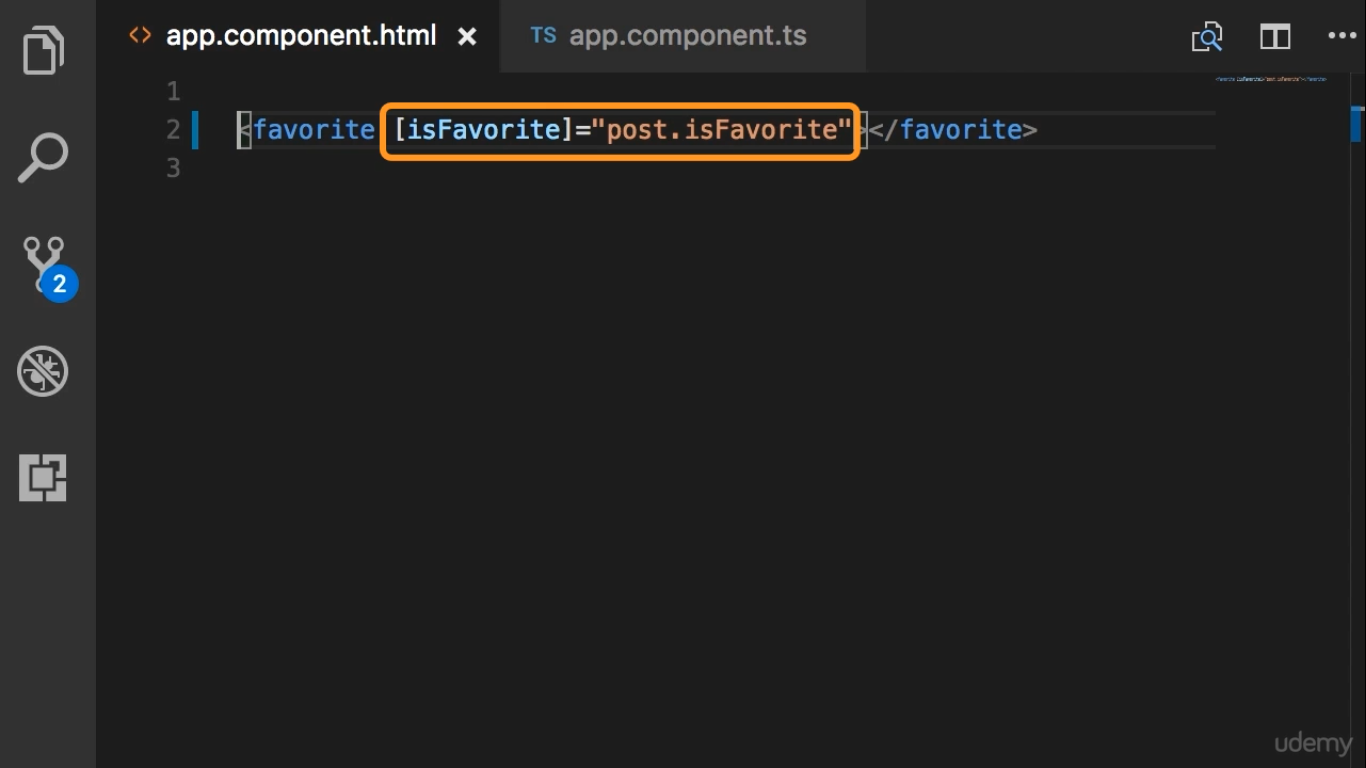 app.component.html
TS app.component.ts
1
2 <favorite [isFavorite]="post.isFavorite"></favorite>
3
2
udemy